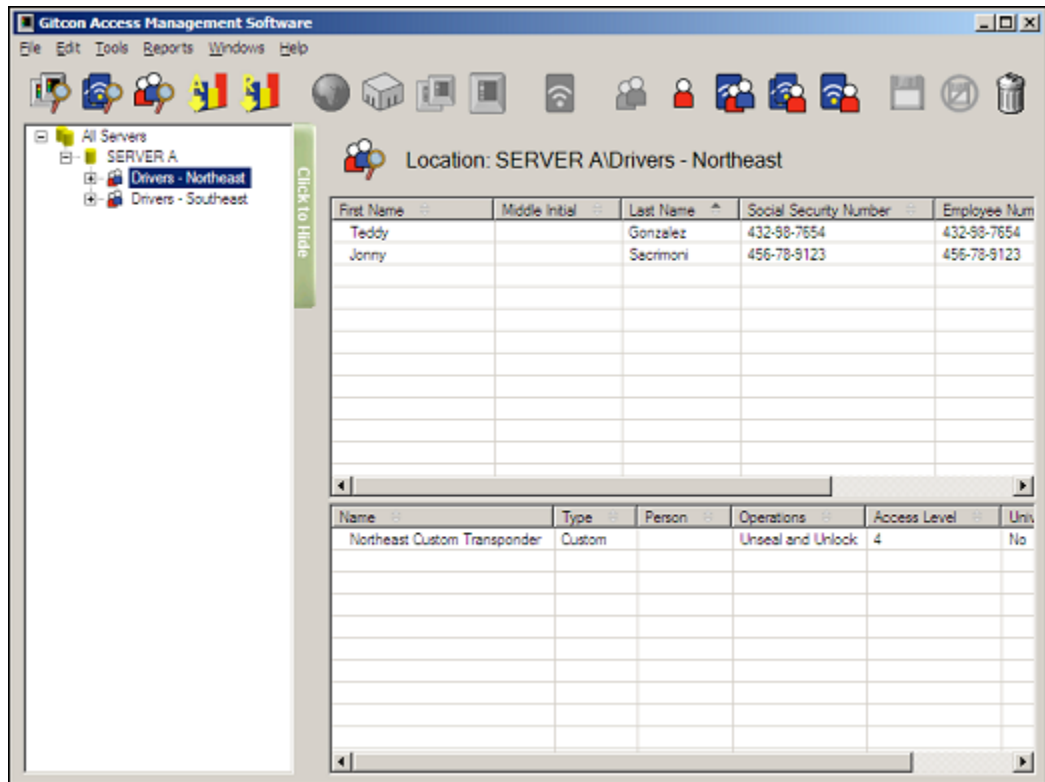 Gitcon Access Management Software
File Edit Tools Reports Windows Help
All Servers
SERVER A
Drivers - Northeast
Drivers - Southeast
Click to Hide
Location: SERVER A\Drivers - Northeast
First Name Middle Initial Last Name Social Security Number Employee Num
Teddy Gonzalez 432-98-7654 432-98-7654
Jonny Sacrimoni 456-78-9123 456-78-9123
Name Type Person Operations Access Level Univ
Northeast Custom Transponder Custom Unseal and Unlock 4 No